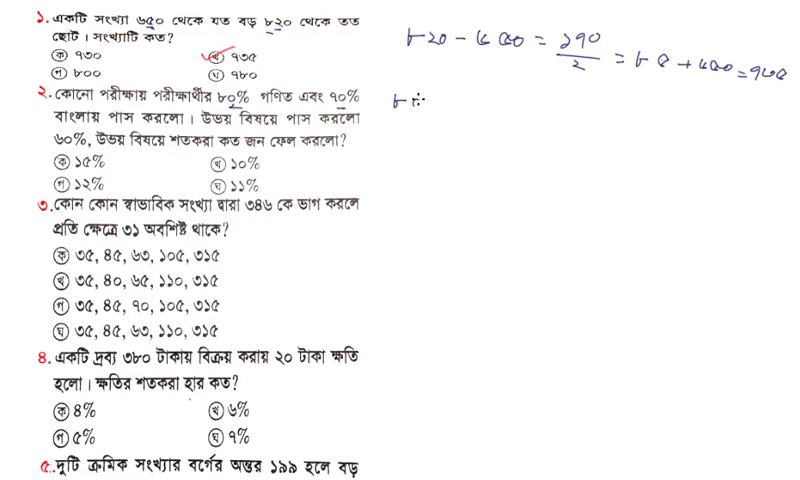 ১. একটি সংখ্যা ৬৫০ থেকে যত বড় ৮২০ থেকে তত
ছোট। সংখ্যাটি কত?
ক ৭৩০ খ ৭৩৫
গ ৮০০ ঘ ৭৮০
২. কোনো পরীক্ষায় পরীক্ষার্থীর ৮০% গণিত এবং ৭০%
বাংলায় পাস করলো। উভয় বিষয়ে পাস করলো
৬০%, উভয় বিষয়ে শতকরা কত জন ফেল করলো?
ক ১৫% খ ১০%
গ ১২% ঘ ১১%
৩. কোন কোন স্বাভাবিক সংখ্যা দ্বারা ৩৪৬ কে ভাগ করলে
প্রতি ক্ষেত্রে ৩১ অবশিষ্ট থাকে?
ক ৩৫, ৪৫, ৬৩, ১০৫, ৩১৫
খ ৩৫, ৪০, ৬৫, ১১০, ৩১৫
গ ৩৫, ৪৫, ৭০, ১০৫, ৩১৫
ঘ ৩৫, ৪৫, ৬৩, ১১০, ৩১৫
৪. একটি দ্রব্য ৩৮০ টাকায় বিক্রয় করায় ২০ টাকা ক্ষতি
হলো। ক্ষতির শতকরা হার কত?
ক ৪% খ ৬%
গ ৫% ঘ ৭%
৫. দুটি ক্রমিক সংখ্যার বর্গের অন্তর ১৯৯ হলে বড়
৮২০ - ৬৫০ = ১৭০/২ = ৮৫ + ৬৫০ = ৭৩৫